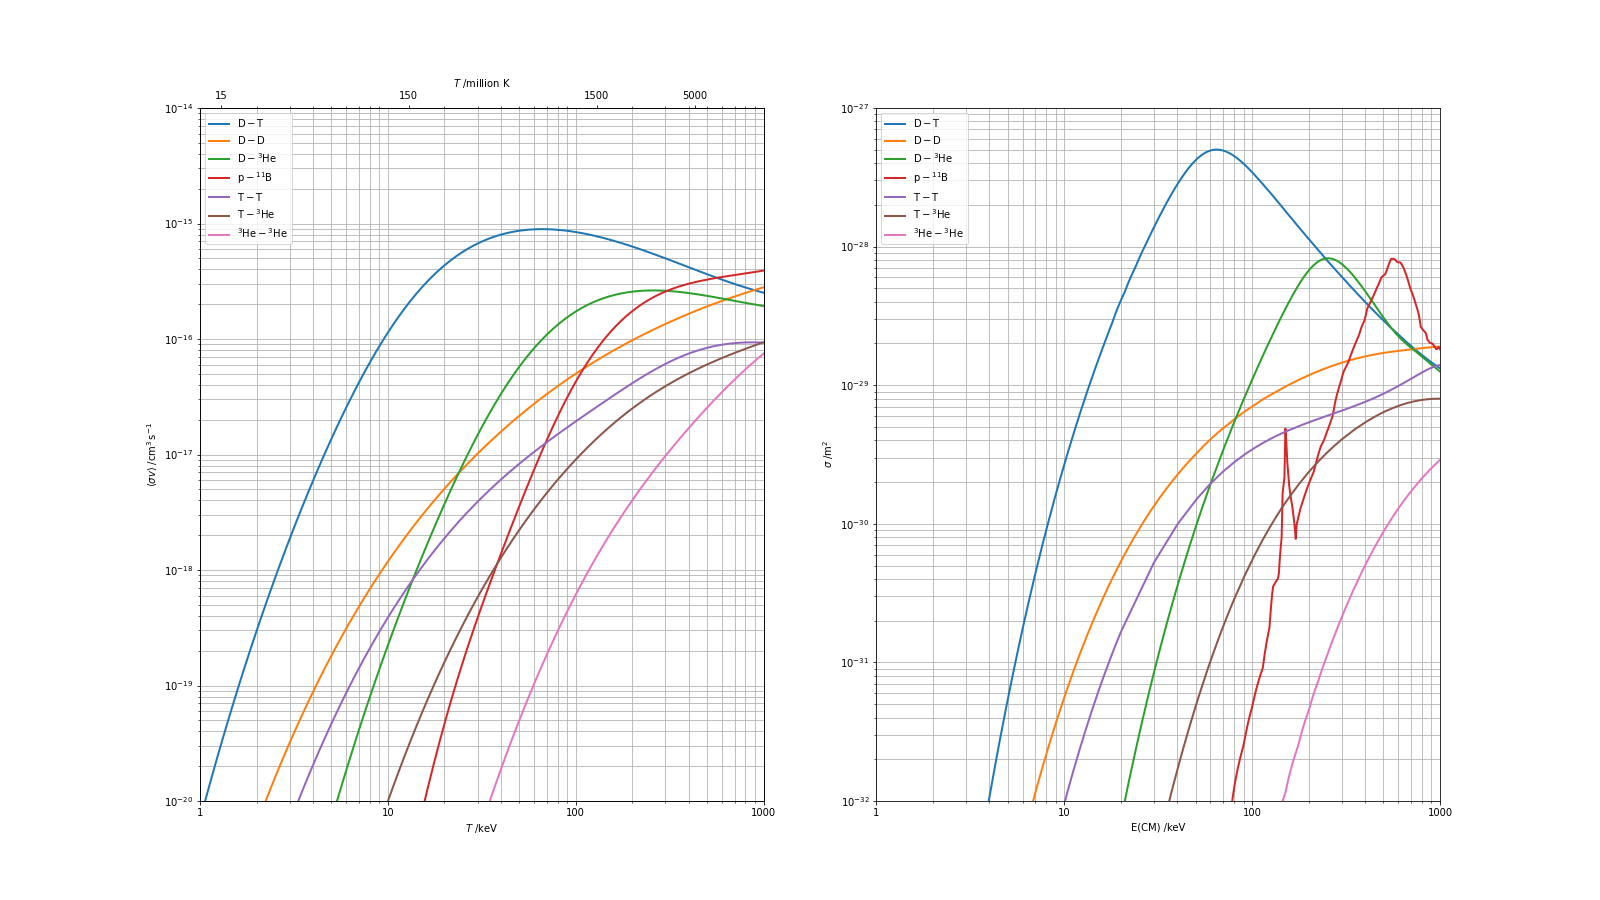 T /million K
15 150 1500 5000
10⁻¹⁴
10⁻¹⁵
10⁻¹⁶
10⁻¹⁷
10⁻¹⁸
10⁻¹⁹
10⁻²⁰
⟨σv⟩ /cm³ s⁻¹
D − T
D − D
D − ³He
p − ¹¹B
T − T
T − ³He
³He − ³He
1 10 100 1000
T /keV
10⁻²⁷
10⁻²⁸
10⁻²⁹
10⁻³⁰
10⁻³¹
10⁻³²
σ /m²
D − T
D − D
D − ³He
p − ¹¹B
T − T
T − ³He
³He − ³He
1 10 100 1000
E(CM) /keV